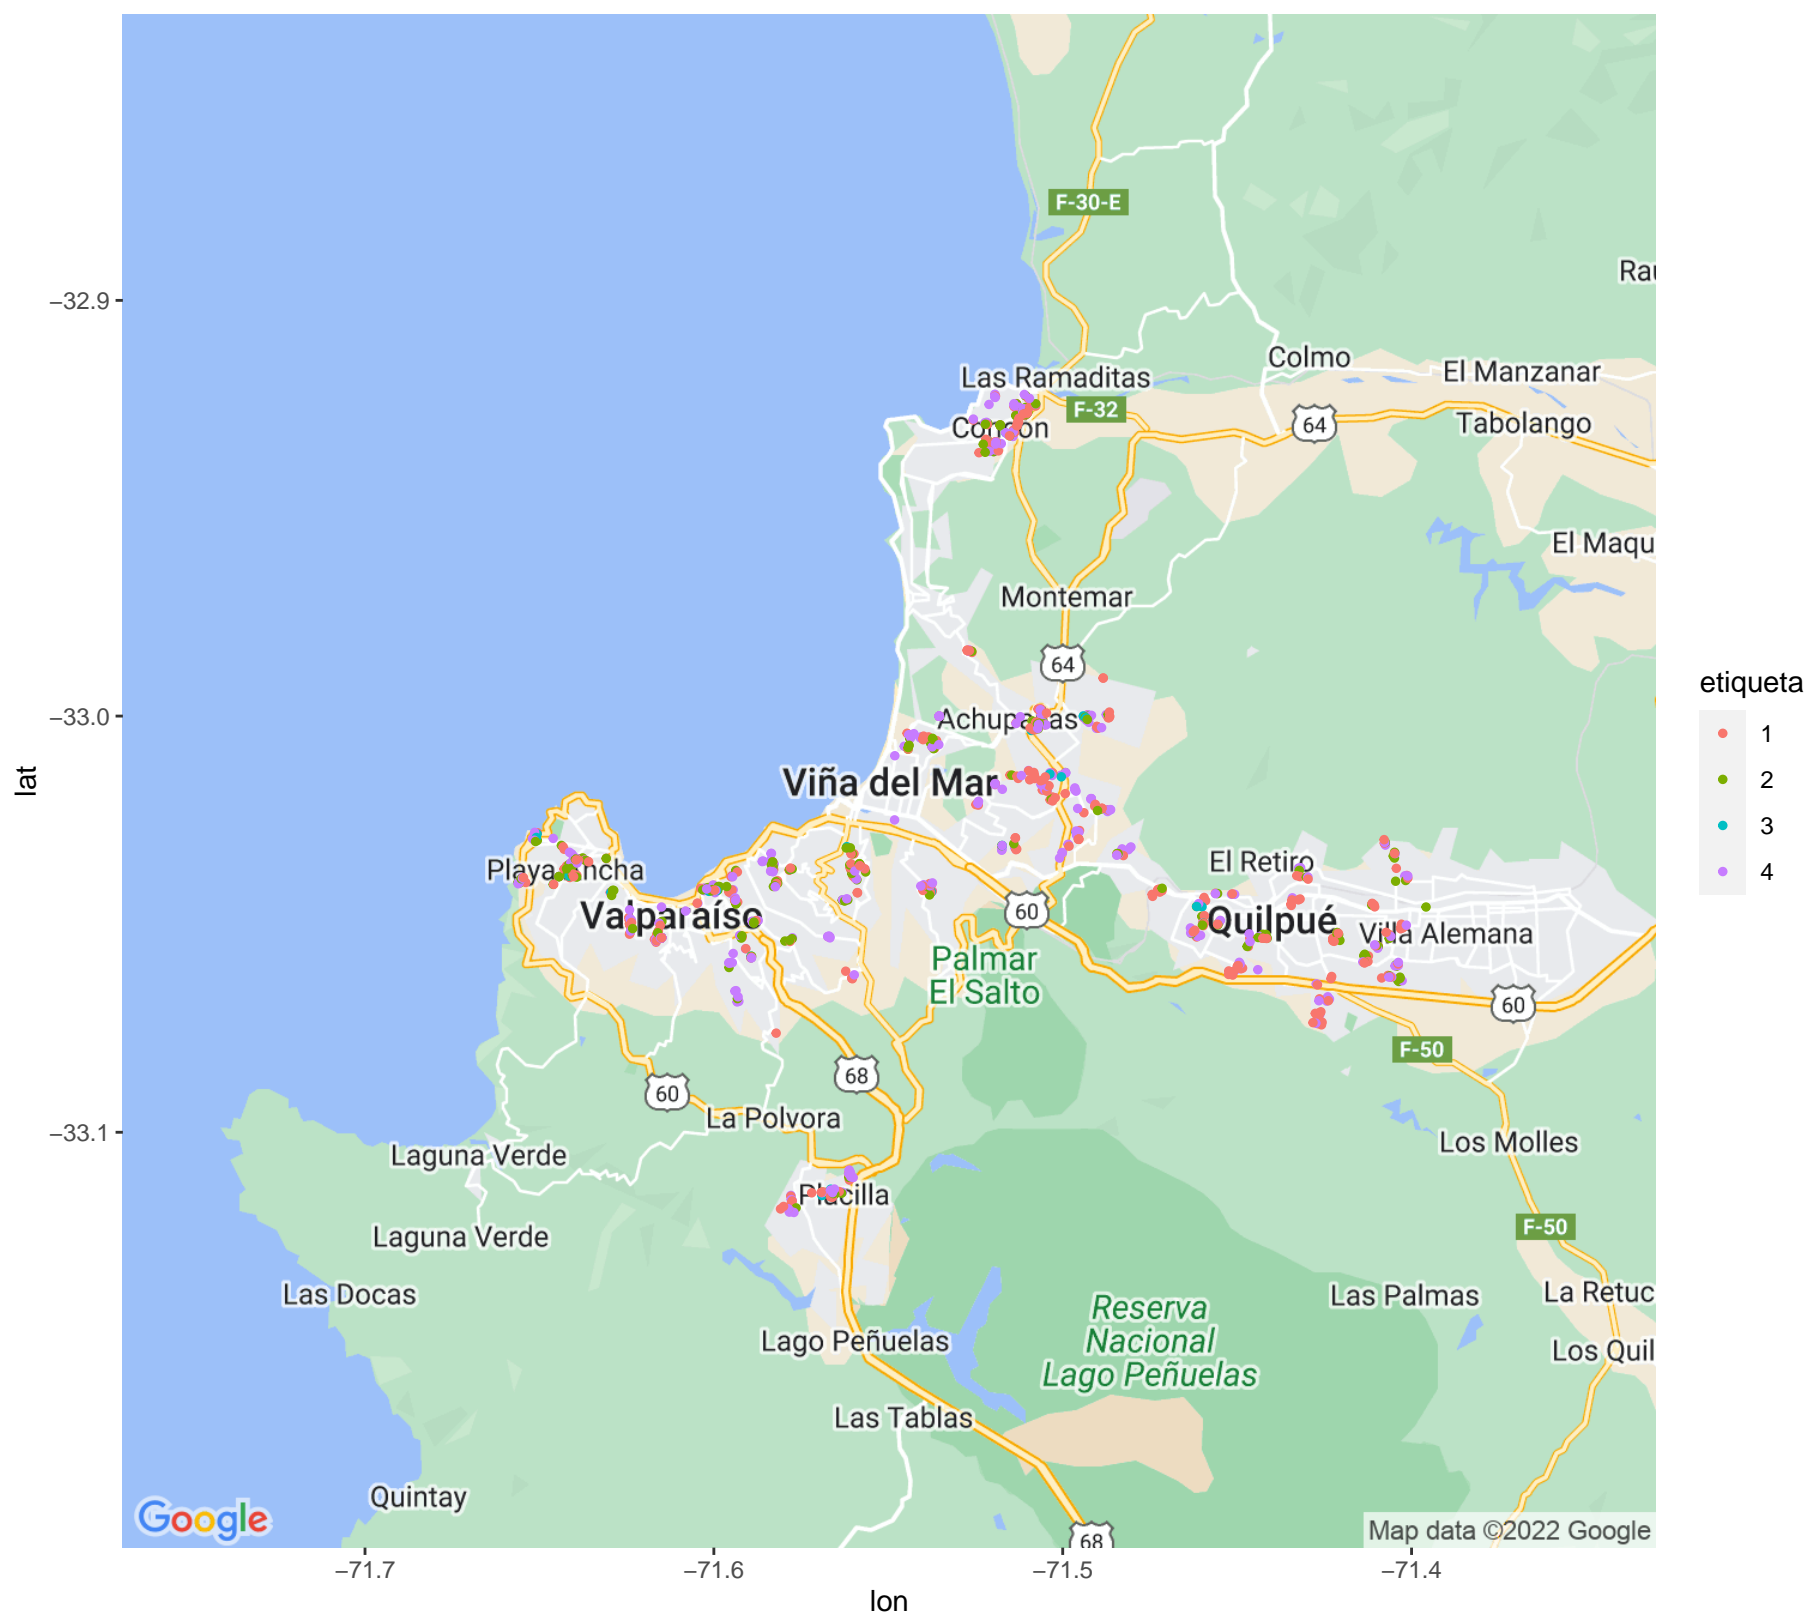 F-30-E
Rau
−32.9
Colmo
El Manzanar
Las Ramaditas
F-32
64
Tabolango
Concon
El Maqu
Montemar
64
etiqueta
−33.0
Achupallas
1
lat
Viña del Mar
2
3
El Retiro
Playa Ancha
4
60
Valparaíso
Quilpué
Villa Alemana
Palmar
El Salto
60
F-50
68
60
La Polvora
−33.1
Los Molles
Laguna Verde
Placilla
F-50
Laguna Verde
Las Docas
Las Palmas
La Retuc
Reserva
Nacional
Lago Peñuelas
Lago Peñuelas
Los Quil
Las Tablas
Quintay
Google
Map data ©2022 Google
68
−71.7
−71.6
−71.5
−71.4
lon